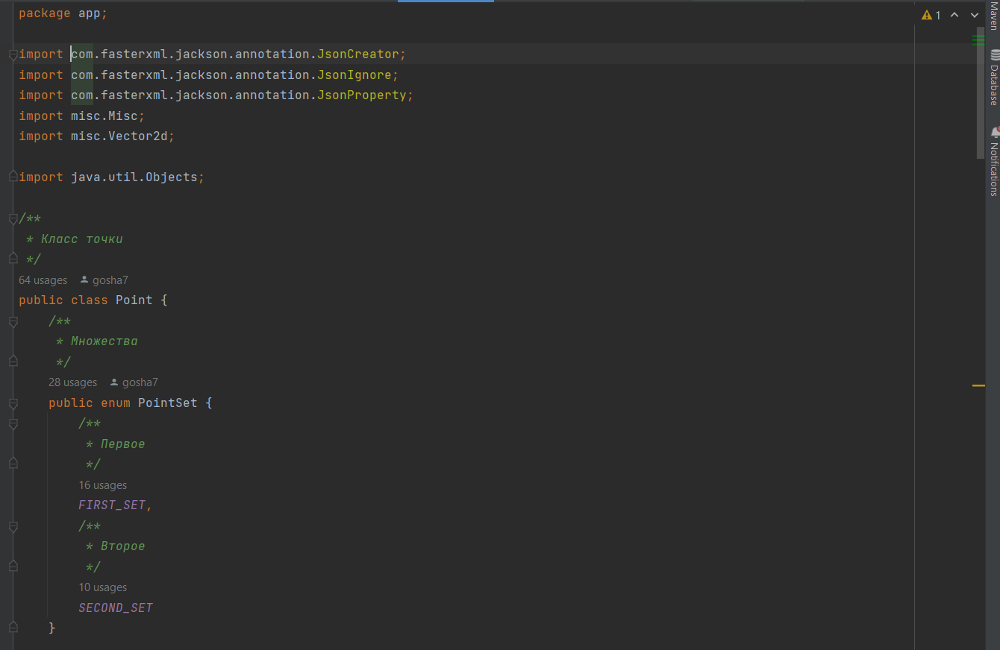 package app;
1
import com.fasterxml.jackson.annotation.JsonCreator;
import com.fasterxml.jackson.annotation.JsonIgnore;
import com.fasterxml.jackson.annotation.JsonProperty;
import misc.Misc;
import misc.Vector2d;
import java.util.Objects;
/**
* Класс точки
*/
64 usages gosha7
public class Point {
/**
* Множества
*/
28 usages gosha7
public enum PointSet {
/**
* Первое
*/
16 usages
FIRST_SET,
/**
* Второе
*/
10 usages
SECOND_SET
}
Maven
Database
Notifications